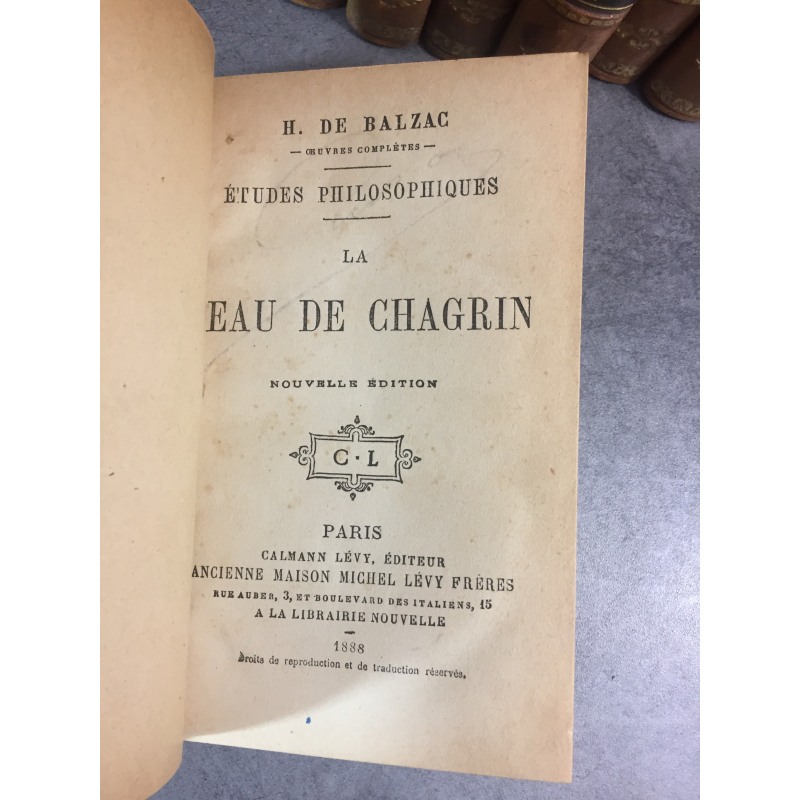 H. DE BALZAC
— ŒUVRES COMPLÈTES —
ÉTUDES PHILOSOPHIQUES
LA
EAU DE CHAGRIN
NOUVELLE ÉDITION
C · L
PARIS
CALMANN LÉVY, ÉDITEUR
ANCIENNE MAISON MICHEL LÉVY FRÈRES
RUE AUBER, 3, ET BOULEVARD DES ITALIENS, 15
A LA LIBRAIRIE NOUVELLE
1888
Droits de reproduction et de traduction réservés.